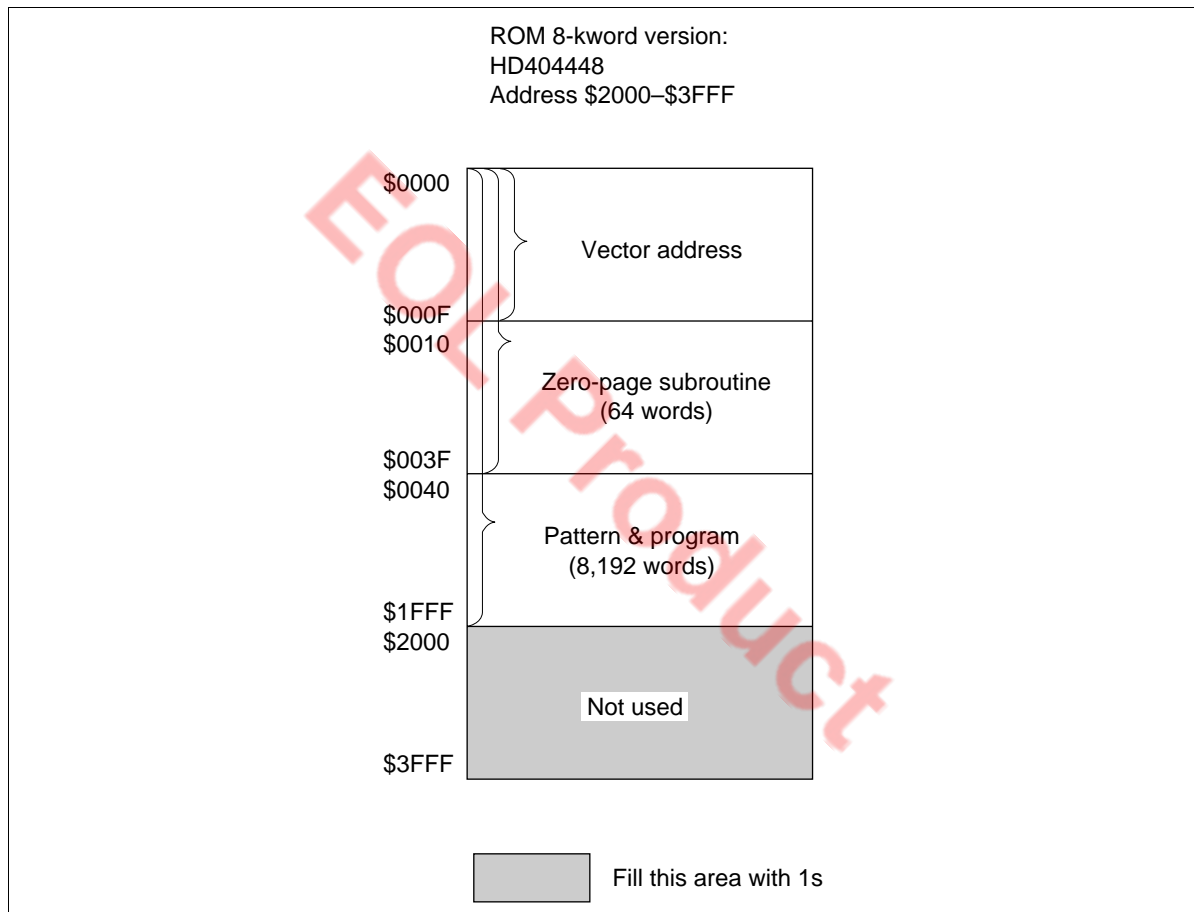 ROM 8-kword version:
HD404448
Address $2000–$3FFF
$0000
Vector address
$000F
$0010
Zero-page subroutine
(64 words)
$003F
$0040
Pattern & program
(8,192 words)
$1FFF
$2000
Not used
$3FFF
Fill this area with 1s
EOL Product